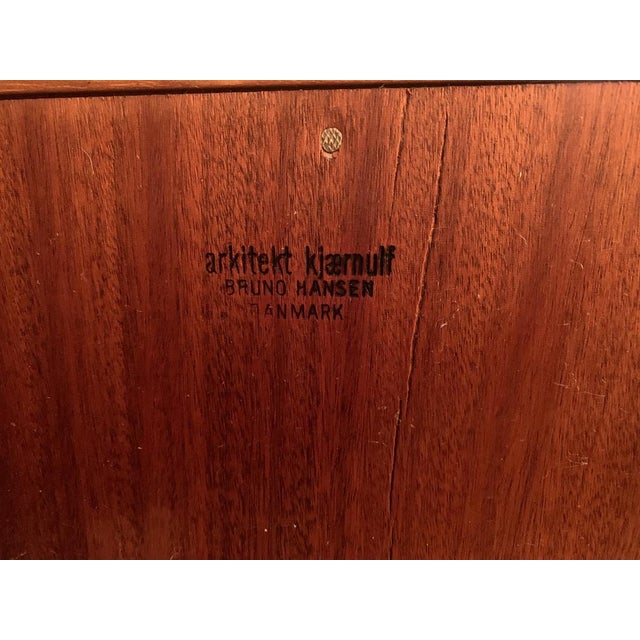 arkitekt kjærnulf
BRUNO HANSEN
DANMARK